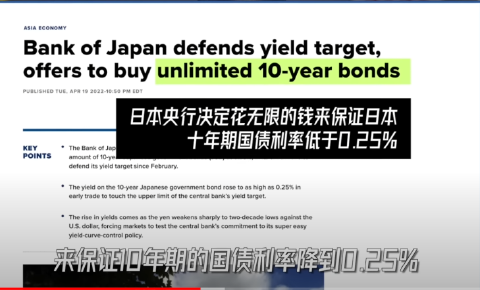 ASIA ECONOMY
Bank of Japan defends yield target,
offers to buy unlimited 10-year bonds
PUBLISHED TUE, APR 19 2022·10:50 PM EDT
日本央行决定花无限的钱来保证日本
十年期国债利率低于0.25%
KEY
POINTS
The Bank of Jap
amount of 10-ye
defend its yield target since February.
The yield on the 10-year Japanese government bond rose to as high as 0.25% in
early trade to touch the upper limit of the central bank's yield target.
The rise in yields comes as the yen weakens sharply to two-decade lows against the
U.S. dollar, forcing markets to test the central bank's commitment to its super easy
yield-curve-control policy.
来保证10年期的国债利率降到0.25%